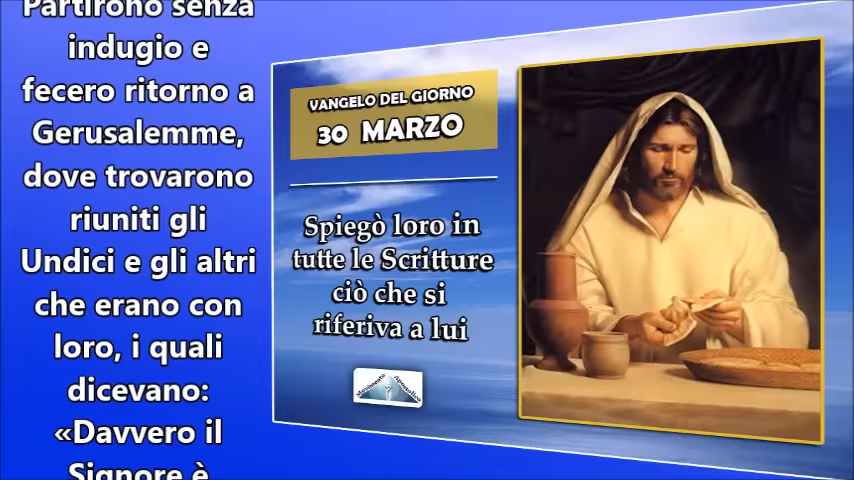 Partirono senza
indugio e
fecero ritorno a
Gerusalemme,
dove trovarono
riuniti gli
Undici e gli altri
che erano con
loro, i quali
dicevano:
«Davvero il
Signore è
VANGELO DEL GIORNO
30 MARZO
Spiegò loro in
tutte le Scritture
ciò che si
riferiva a lui
Movimento Apostolico